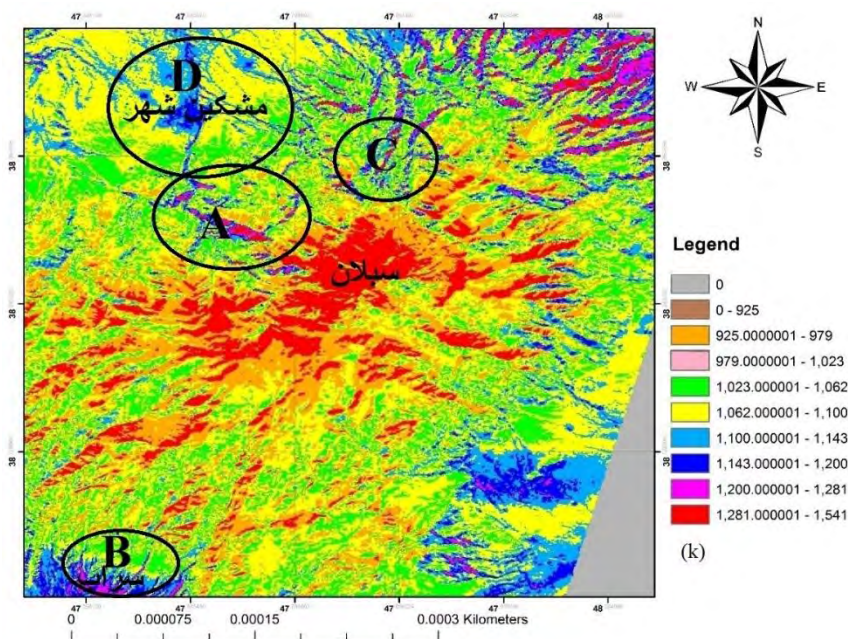 47 47 47 47 47 48
N
W E
S
D
مشکین شهر
38 38
C
A
سبلان
38 38
38 38
B
سراب
47 47 47 47 47 48
Legend
0
0 - 925
925.0000001 - 979
979.0000001 - 1,023
1,023.000001 - 1,062
1,062.000001 - 1,100
1,100.000001 - 1,143
1,143.000001 - 1,200
1,200.000001 - 1,281
1,281.000001 - 1,541
(k)
0 0.000075 0.00015 0.0003 Kilometers